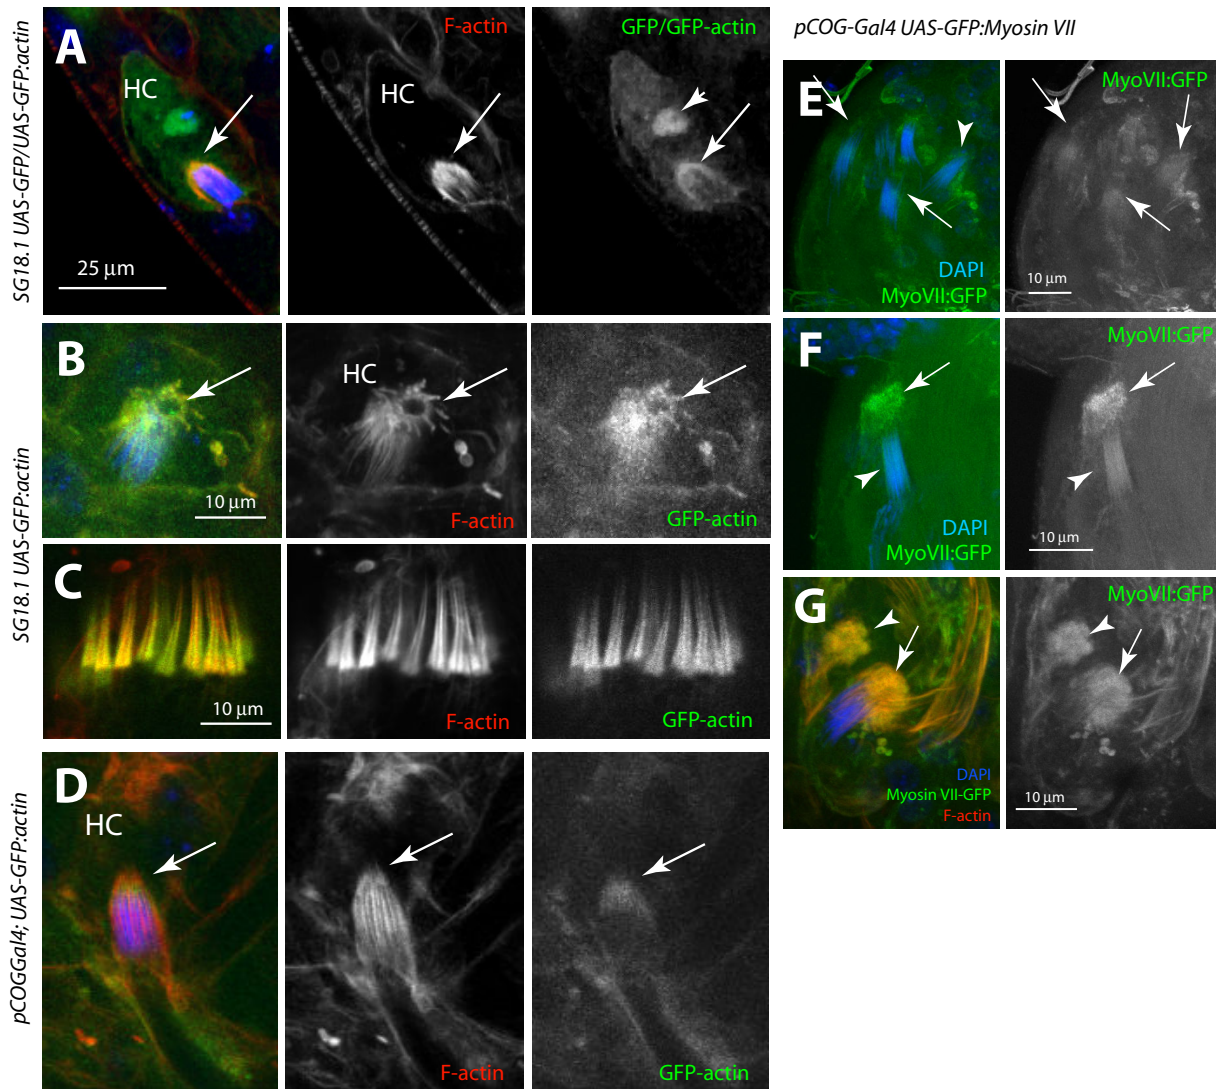 SG18.1 UAS-GFP/UAS-GFP:actin
A
HC
25 µm
F-actin
HC
GFP/GFP-actin
SG18.1 UAS-GFP:actin
B
10 µm
HC
F-actin
GFP-actin
C
10 µm
F-actin
GFP-actin
pCOGGal4; UAS-GFP:actin
D
HC
F-actin
GFP-actin
pCOG-Gal4 UAS-GFP:Myosin VII
E
DAPI
MyoVII:GFP
MyoVII:GFP
10 µm
F
DAPI
MyoVII:GFP
MyoVII:GFP
10 µm
G
DAPI
Myosin VII-GFP
F-actin
MyoVII:GFP
10 µm